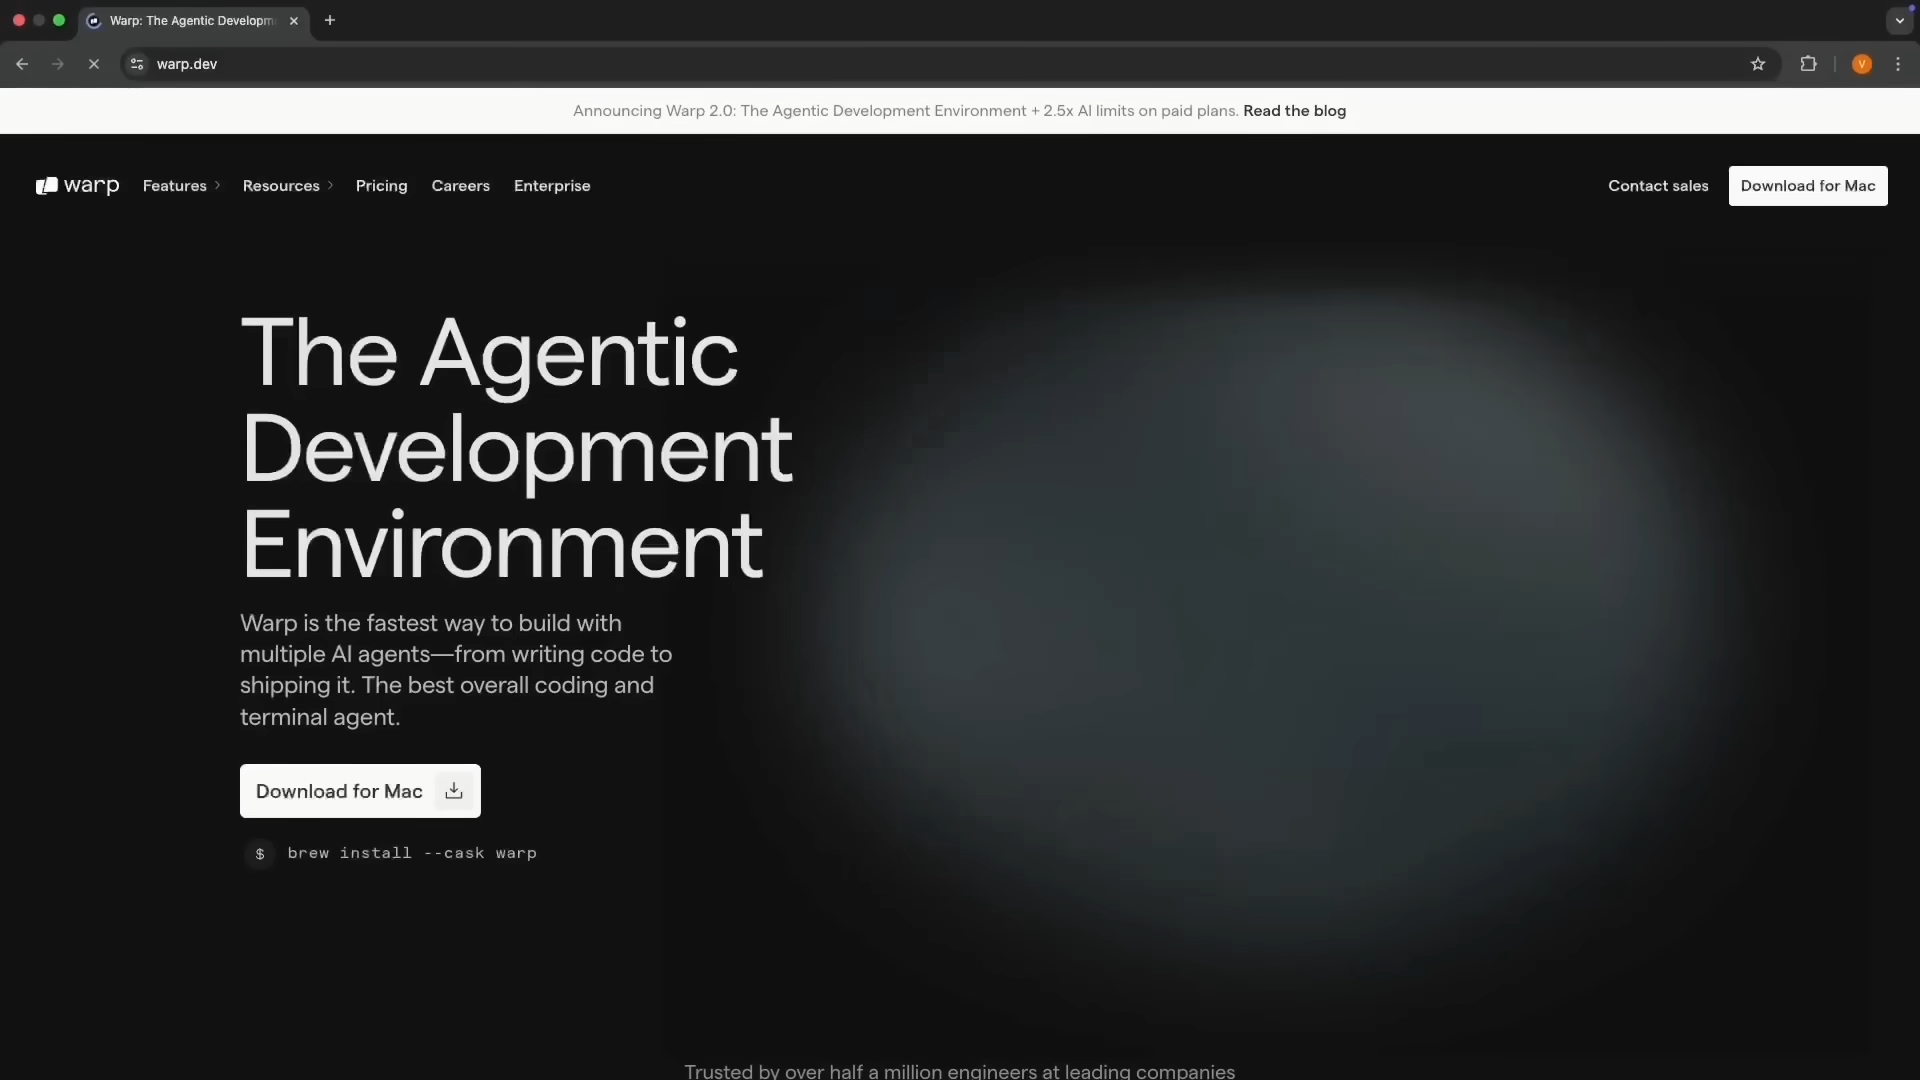 Warp: The Agentic Developm
warp.dev
V
Announcing Warp 2.0: The Agentic Development Environment + 2.5x AI limits on paid plans. Read the blog
warp Features Resources Pricing Careers Enterprise Contact sales Download for Mac
The Agentic
Development
Environment
Warp is the fastest way to build with
multiple AI agents—from writing code to
shipping it. The best overall coding and
terminal agent.
Download for Mac
$ brew install --cask warp
Trusted by over half a million engineers at leading companies